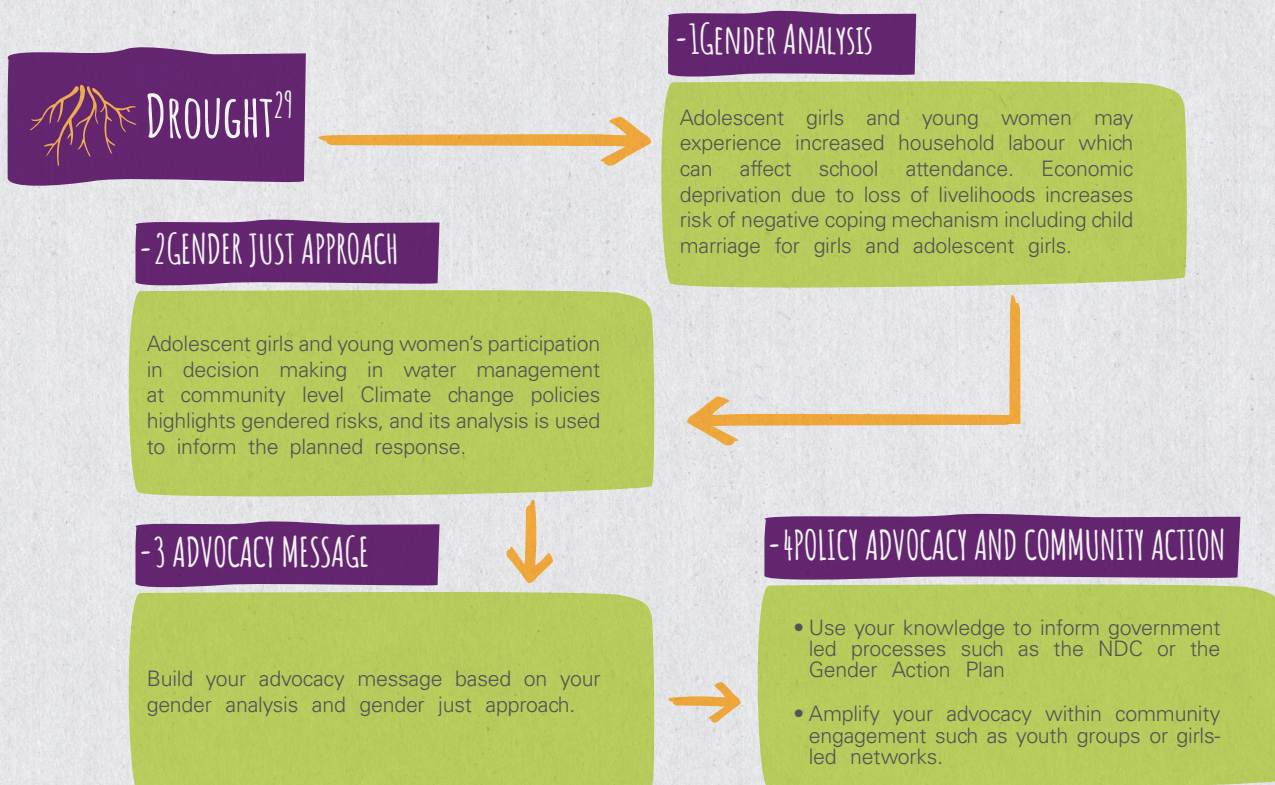 DROUGHT29
-1GENDER ANALYSIS
Adolescent girls and young women may
experience increased household labour which
can affect school attendance. Economic
deprivation due to loss of livelihoods increases
risk of negative coping mechanism including child
marriage for girls and adolescent girls.
-2GENDER JUST APPROACH
Adolescent girls and young women's participation
in decision making in water management
at community level Climate change policies
highlights gendered risks, and its analysis is used
to inform the planned response.
-3 ADVOCACY MESSAGE
Build your advocacy message based on your
gender analysis and gender just approach.
-4POLICY ADVOCACY AND COMMUNITY ACTION
• Use your knowledge to inform government
led processes such as the NDC or the
Gender Action Plan
• Amplify your advocacy within community
engagement such as youth groups or girls-
led networks.